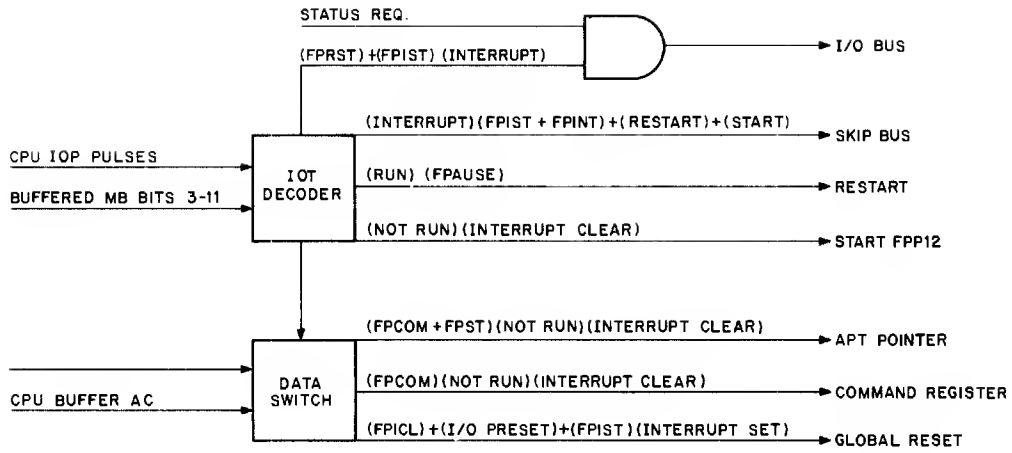 STATUS REQ.
I/O BUS
(FPRST)+(FPIST) (INTERRUPT)
(INTERRUPT)(FPIST + FPINT)+(RESTART)+(START)
SKIP BUS
CPU IOP PULSES
IOT
DECODER
(RUN) (FPAUSE)
RESTART
BUFFERED MB BITS 3-11
(NOT RUN)(INTERRUPT CLEAR)
START FPP12
(FPCOM+FPST)(NOT RUN)(INTERRUPT CLEAR)
APT POINTER
DATA
SWITCH
(FPCOM)(NOT RUN)(INTERRUPT CLEAR)
COMMAND REGISTER
CPU BUFFER AC
(FPICL)+(I/O PRESET)+(FPIST)(INTERRUPT SET)
GLOBAL RESET